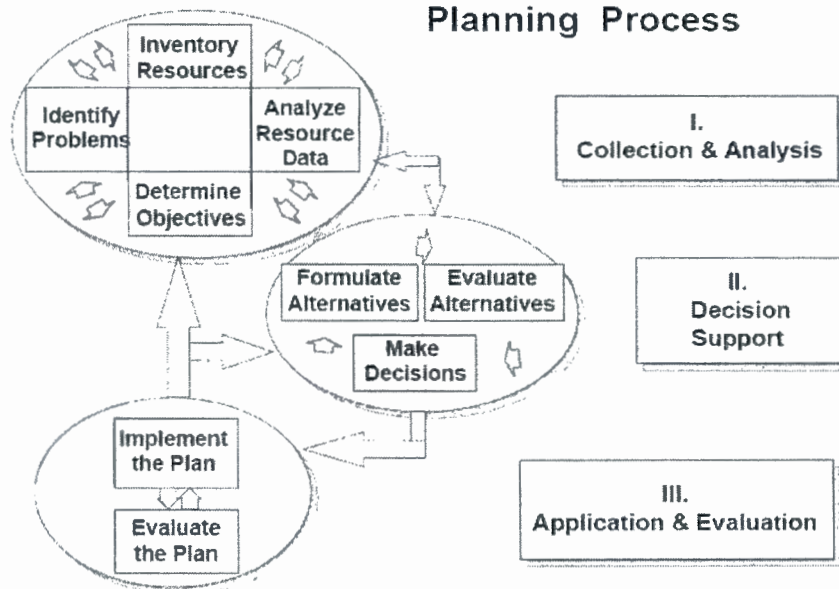 Planning Process
Inventory
Resources
Identify
Problems
Analyze
Resource
Data
Determine
Objectives
I.
Collection & Analysis
Formulate
Alternatives
Evaluate
Alternatives
Make
Decisions
II.
Decision
Support
Implement
the Plan
Evaluate
the Plan
III.
Application & Evaluation